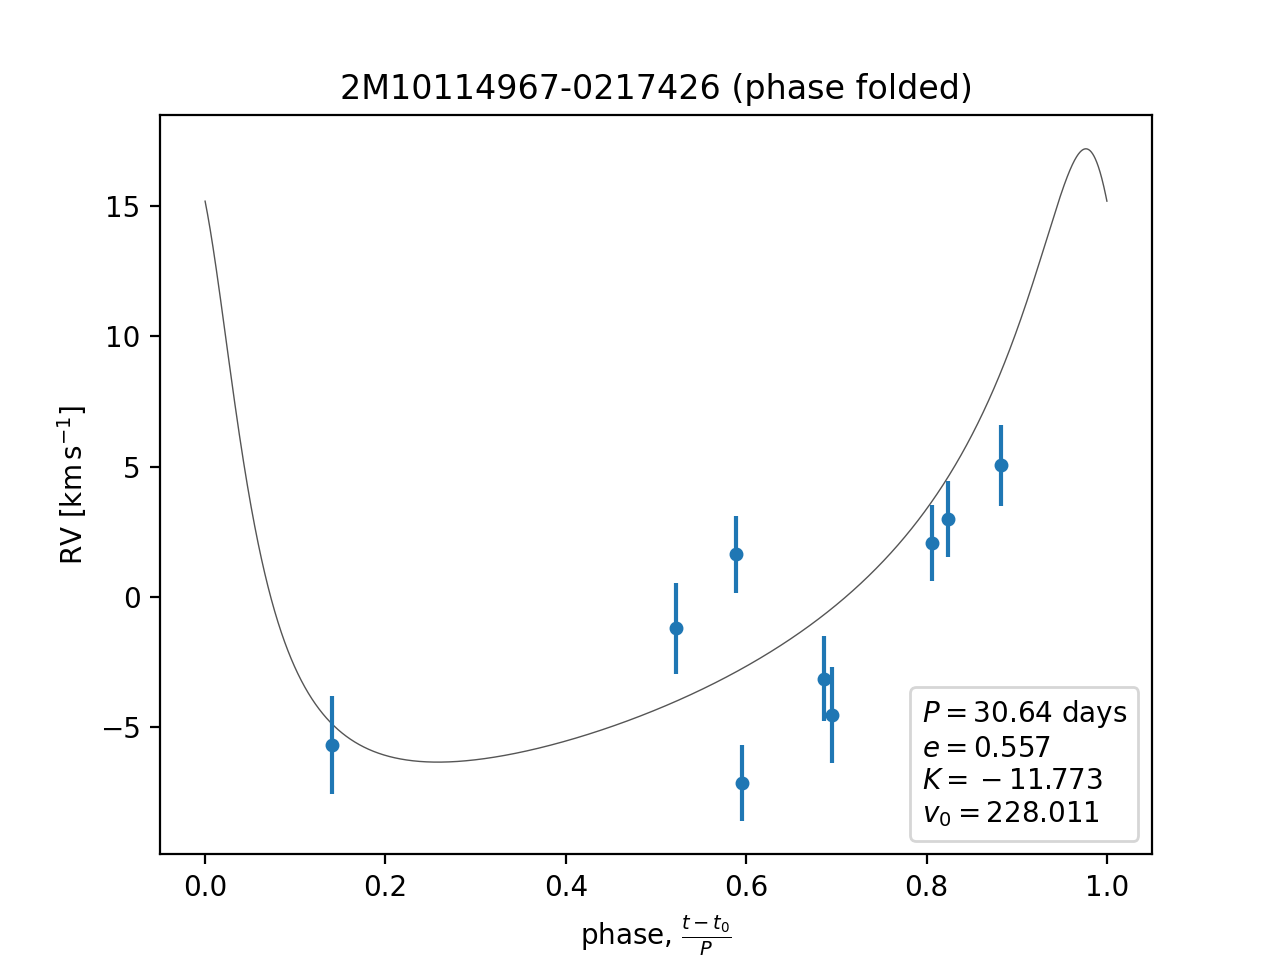 2M10114967-0217426 (phase folded)
RV [km s⁻¹]
15
10
5
0
−5
P = 30.64 days
e = 0.557
K = − 11.773
v₀ = 228.011
0.0 0.2 0.4 0.6 0.8 1.0
phase, (t − t₀)/P